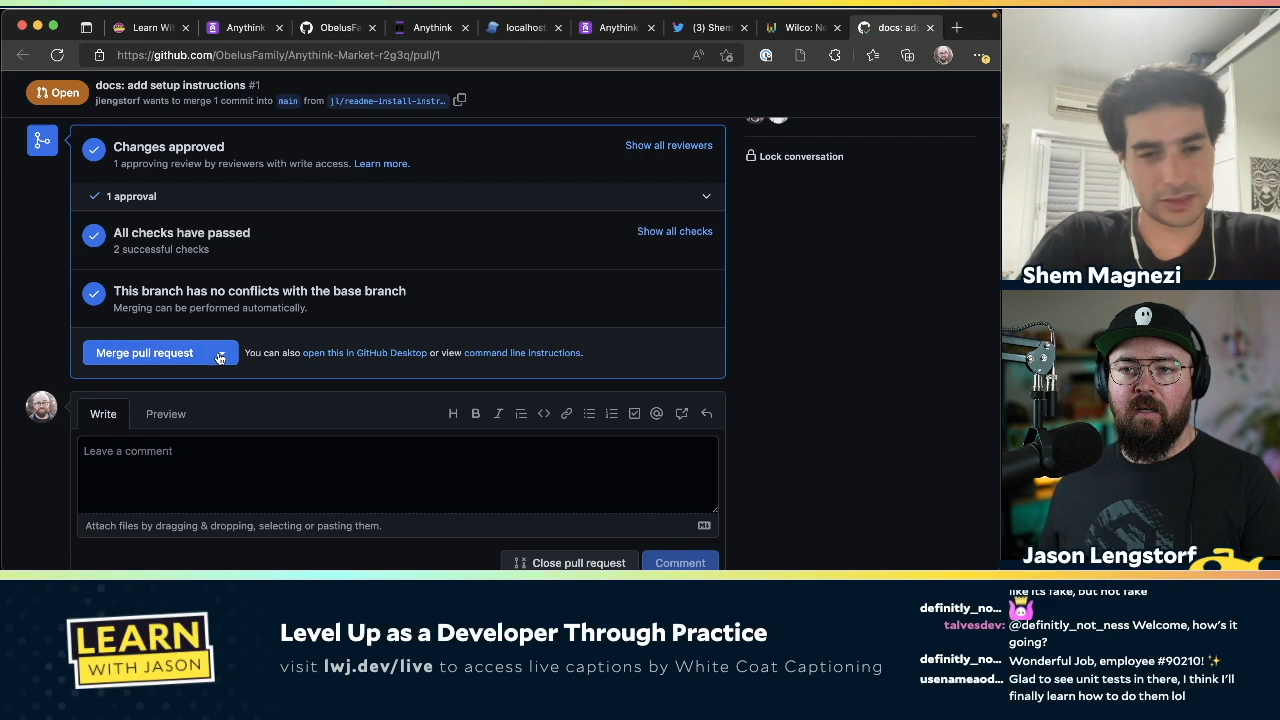 Learn Wit
Anythink
ObelusFa
Anythink
localhost
Anythink
(3) Shem
Wilco: Ne
docs: ad
https://github.com/ObelusFamily/Anythink-Market-r2g3q/pull/1
Open
docs: add setup instructions #1
jlengstorf wants to merge 1 commit into main from jl/readme-install-instr…
Changes approved
Show all reviewers
1 approving review by reviewers with write access. Learn more.
1 approval
All checks have passed
Show all checks
2 successful checks
This branch has no conflicts with the base branch
Merging can be performed automatically.
Merge pull request
You can also open this in GitHub Desktop or view command line instructions.
Lock conversation
Write
Preview
Leave a comment
Attach files by dragging & dropping, selecting or pasting them.
Close pull request
Comment
Shem Magnezi
Jason Lengstorf
LEARN
WITH JASON
Level Up as a Developer Through Practice
visit lwj.dev/live to access live captions by White Coat Captioning
like its fake, but not fake
definitly_no…
talvesdev: @definitly_not_ness Welcome, how's it
going?
definitly_no… Wonderful Job, employee #90210! ✨
usenameaod… Glad to see unit tests in there, I think I'll
finally learn how to do them lol